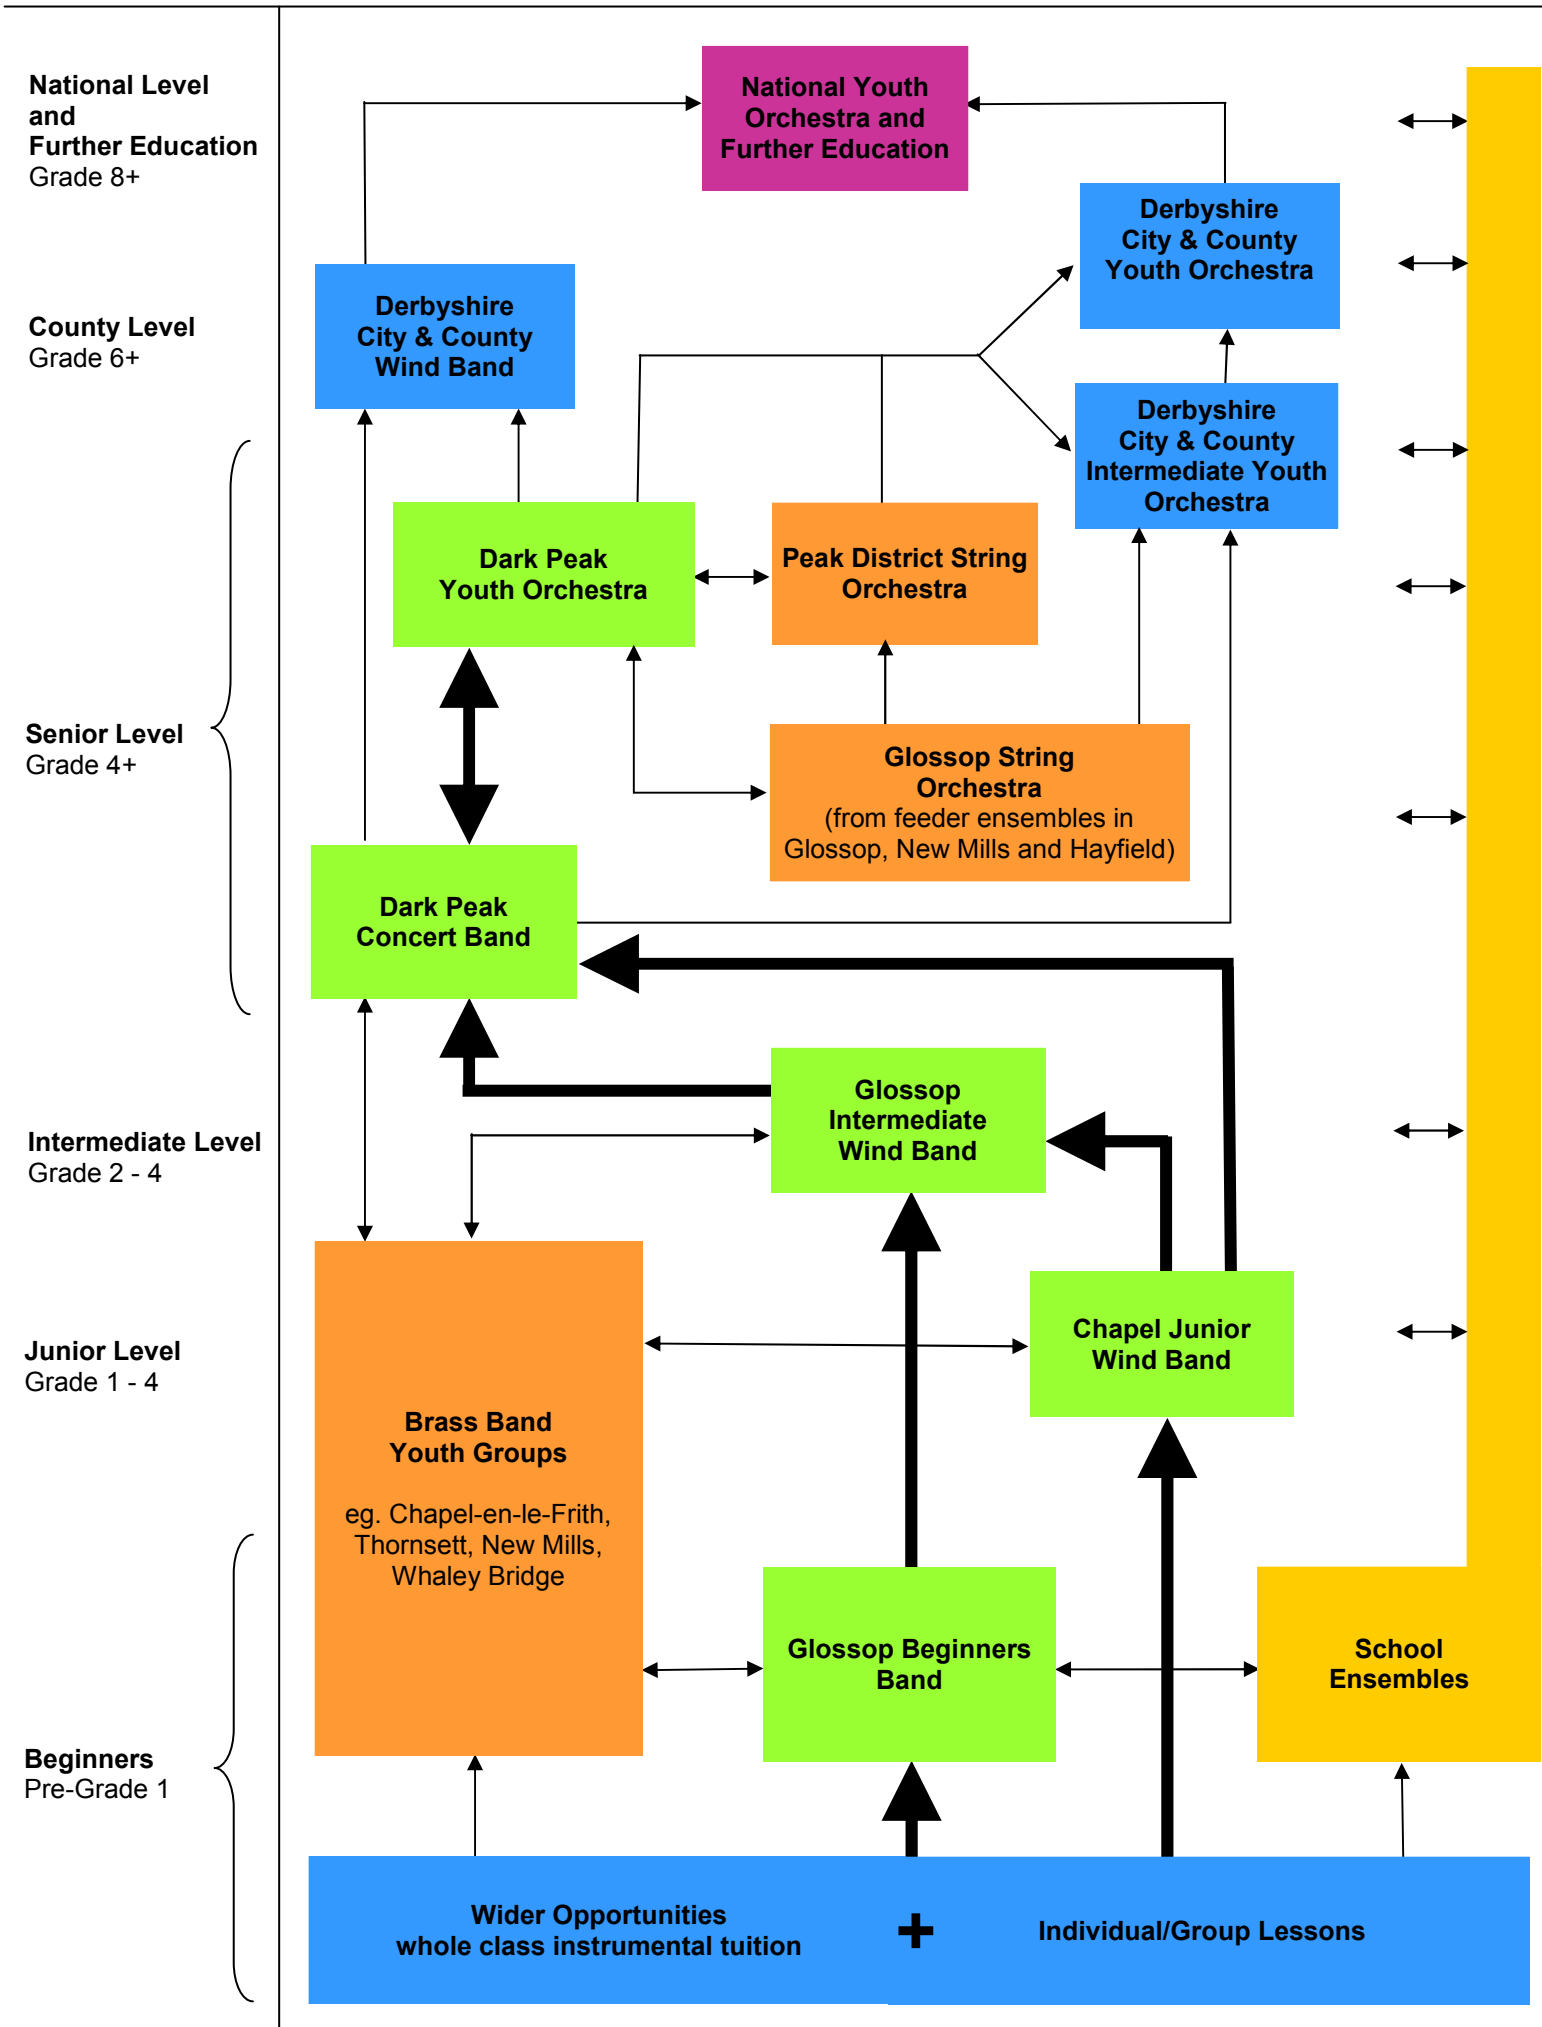 National Level
and
Further Education
Grade 8+
National Youth
Orchestra and
Further Education
Derbyshire
City & County
Youth Orchestra
County Level
Grade 6+
Derbyshire
City & County
Wind Band
Derbyshire
City & County
Intermediate Youth
Orchestra
Senior Level
Grade 4+
Dark Peak
Youth Orchestra
Peak District String
Orchestra
Glossop String
Orchestra
(from feeder ensembles in
Glossop, New Mills and Hayfield)
Dark Peak
Concert Band
Intermediate Level
Grade 2 - 4
Glossop
Intermediate
Wind Band
Junior Level
Grade 1 - 4
Chapel Junior
Wind Band
Brass Band
Youth Groups
eg. Chapel-en-le-Frith,
Thornsett, New Mills,
Whaley Bridge
Beginners
Pre-Grade 1
Glossop Beginners
Band
School
Ensembles
Wider Opportunities
whole class instrumental tuition
+
Individual/Group Lessons